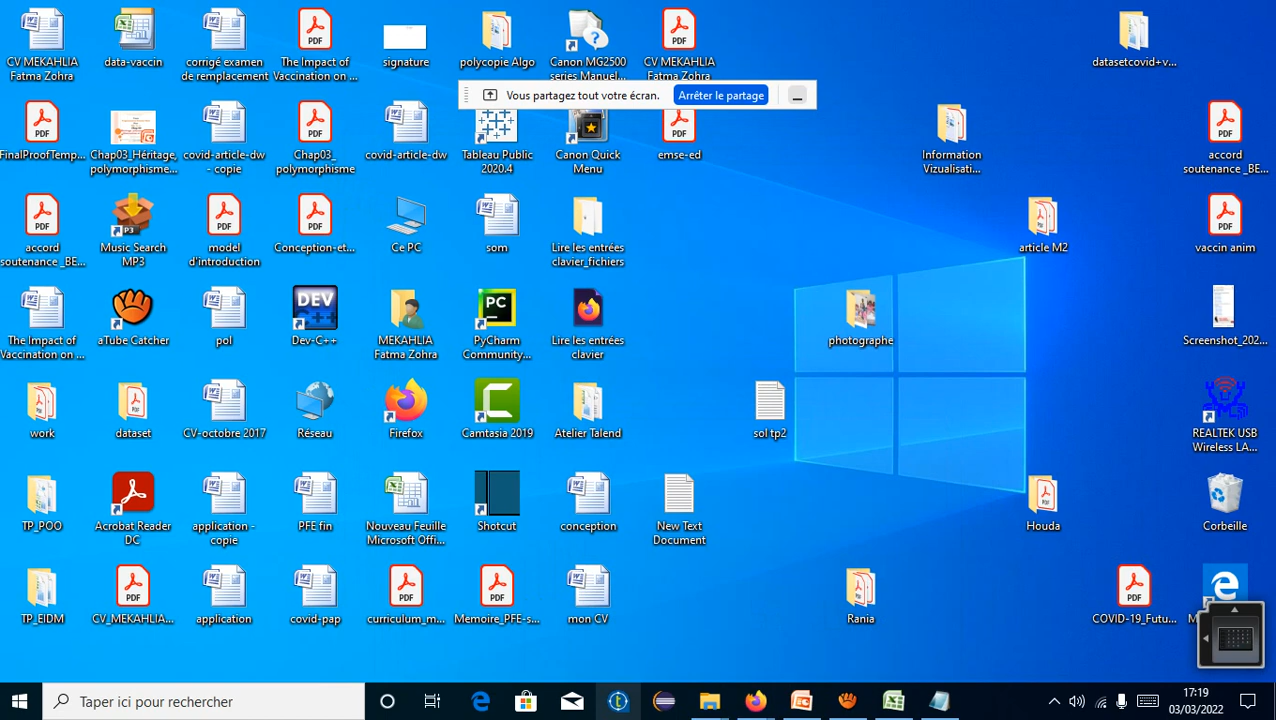 CV MEKAHLIA
Fatma Zohra
data-vaccin
corrigé examen
de remplacement
The Impact of
Vaccination on ...
signature
polycopie Algo
Canon MG2500
series Manuel...
CV MEKAHLIA
Fatma Zohra
datasetcovid+v...
Vous partagez tout votre écran.
Arrêter le partage
FinalProofTemp...
Chap03_Héritage,
polymorphisme...
covid-article-dw
- copie
Chap03_
polymorphisme
covid-article-dw
Tableau Public
2020.4
Canon Quick
Menu
emse-ed
Information
Vizualisati...
accord
soutenance _BE...
accord
soutenance _BE...
Music Search
MP3
model
d'introduction
Conception-et...
Ce PC
som
Lire les entrées
clavier_fichiers
article M2
vaccin anim
The Impact of
Vaccination on ...
aTube Catcher
pol
Dev-C++
MEKAHLIA
Fatma Zohra
PyCharm
Community...
Lire les entrées
clavier
photographe
Screenshot_202...
work
dataset
CV-octobre 2017
Réseau
Firefox
Camtasia 2019
Atelier Talend
sol tp2
REALTEK USB
Wireless LA...
TP_POO
Acrobat Reader
DC
application -
copie
PFE fin
Nouveau Feuille
Microsoft Offi...
Shotcut
conception
New Text
Document
Houda
Corbeille
TP_EIDM
CV_MEKAHLIA...
application
covid-pap
curriculum_m...
Memoire_PFE-s...
mon CV
Rania
COVID-19_Futu...
Taper ici pour rechercher
17:19
03/03/2022